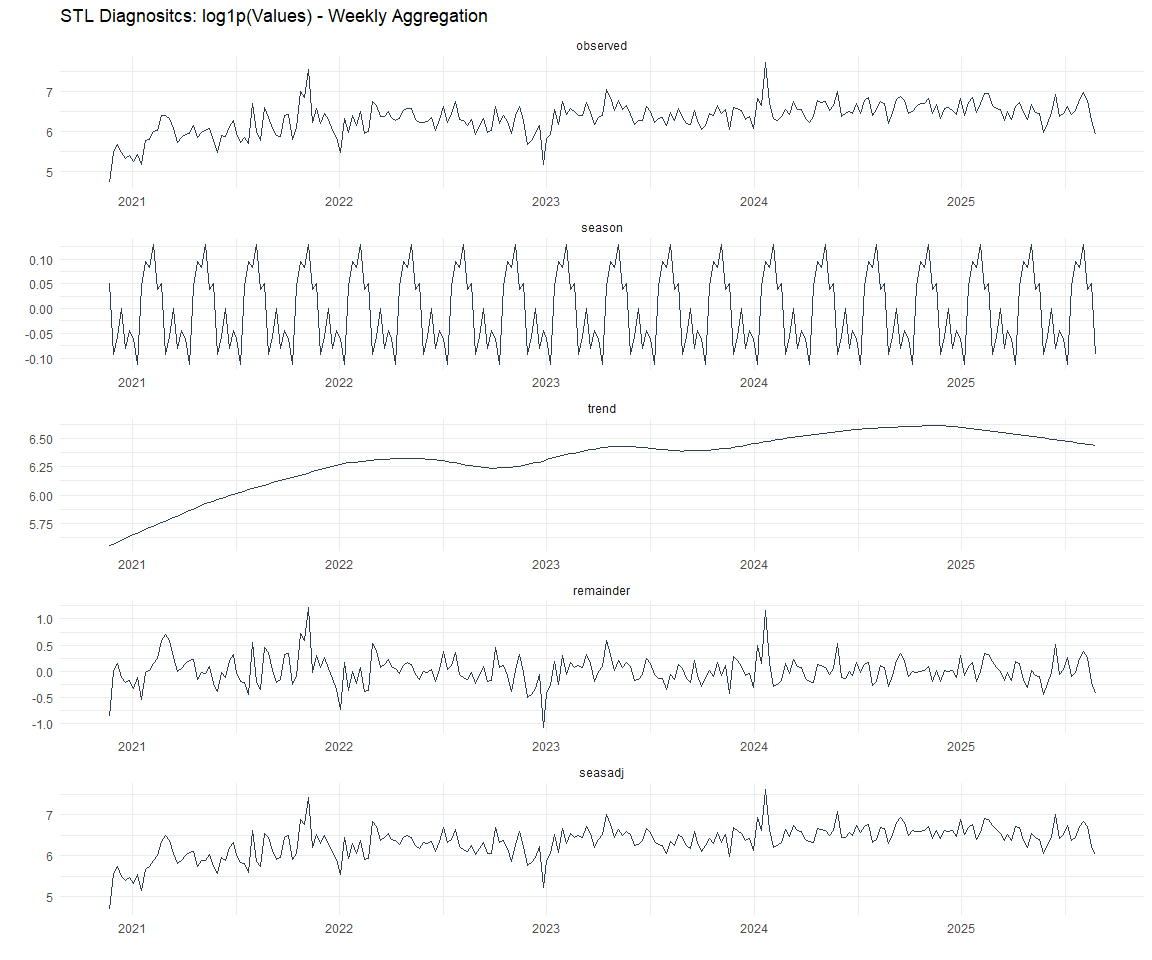 STL Diagnositcs: log1p(Values) - Weekly Aggregation
observed
7
6
5
2021 2022 2023 2024 2025
season
0.10
0.05
0.00
-0.05
-0.10
2021 2022 2023 2024 2025
trend
6.50
6.25
6.00
5.75
2021 2022 2023 2024 2025
remainder
1.0
0.5
0.0
-0.5
-1.0
2021 2022 2023 2024 2025
seasadj
7
6
5
2021 2022 2023 2024 2025